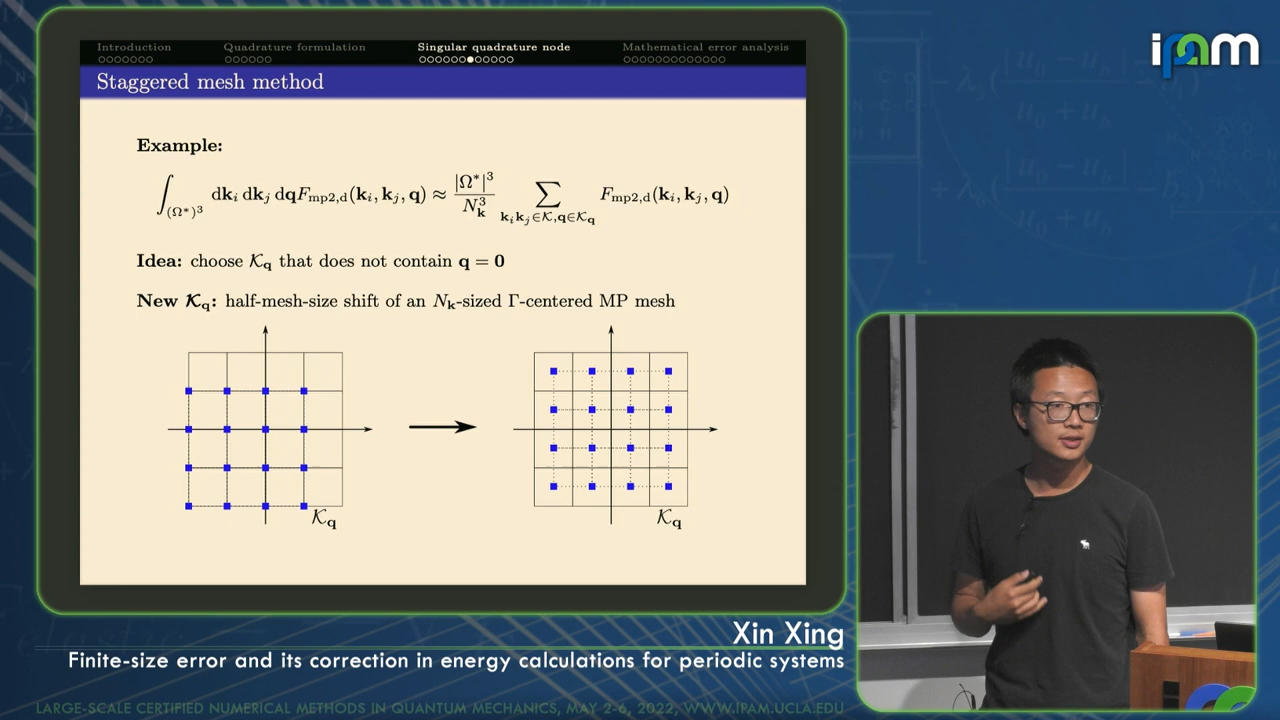 Introduction
Quadrature formulation
Singular quadrature node
Mathematical error analysis
Staggered mesh method
Example:
∫_{(Ω*)³} dk_i dk_j dq F_{mp2,d}(k_i, k_j, q) ≈ |Ω*|³ / N_k³ ∑_{k_i k_j ∈ 𝒦, q ∈ 𝒦_q} F_{mp2,d}(k_i, k_j, q)
Idea: choose 𝒦_q that does not contain q = 0
New 𝒦_q: half-mesh-size shift of an N_k-sized Γ-centered MP mesh
𝒦_q
𝒦_q
ipam
Xin Xing
Finite-size error and its correction in energy calculations for periodic systems
LARGE-SCALE CERTIFIED NUMERICAL METHODS IN QUANTUM MECHANICS, MAY 2-6, 2022, WWW.IPAM.UCLA.EDU